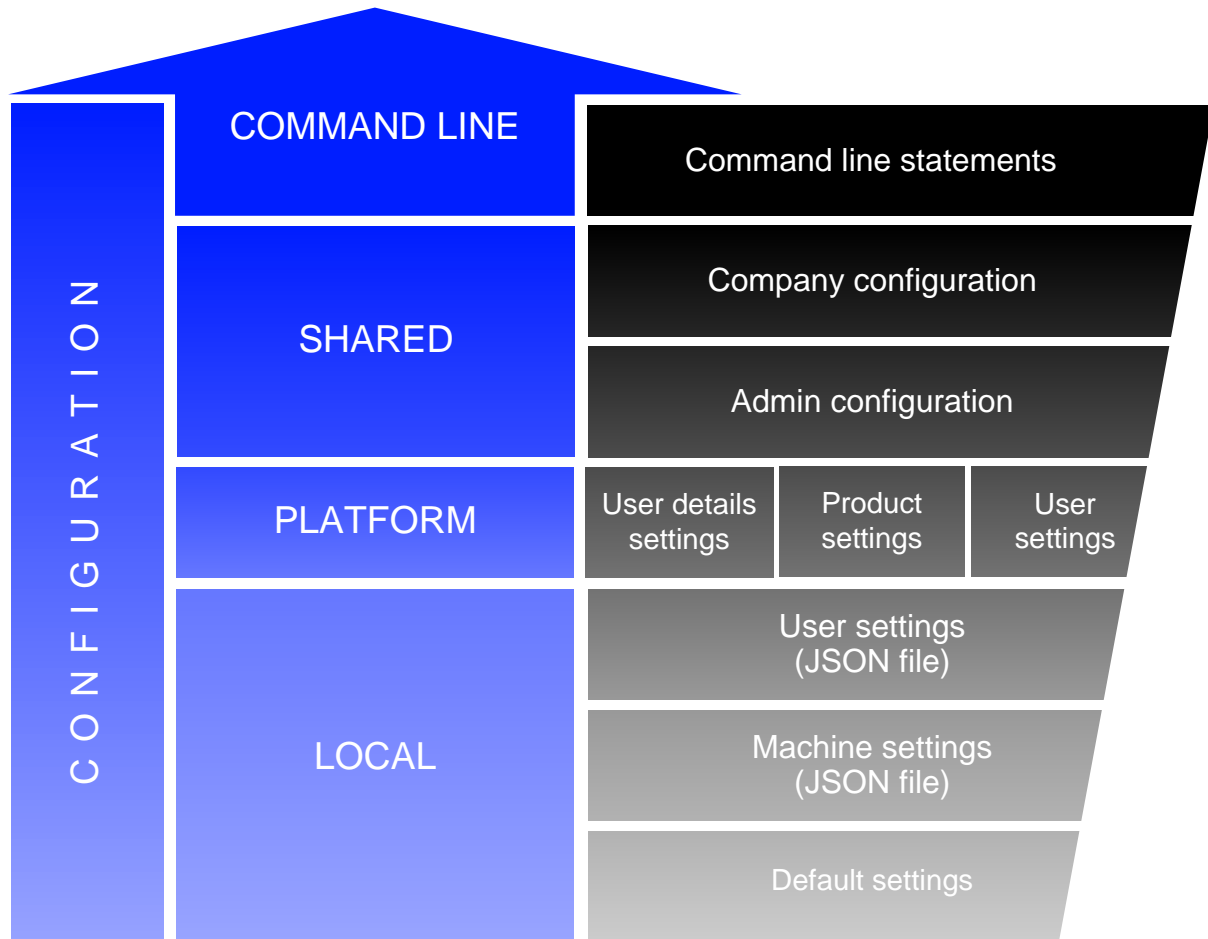 CONFIGURATION
COMMAND LINE
Command line statements
SHARED
Company configuration
Admin configuration
PLATFORM
User details
settings
Product
settings
User
settings
LOCAL
User settings
(JSON file)
Machine settings
(JSON file)
Default settings